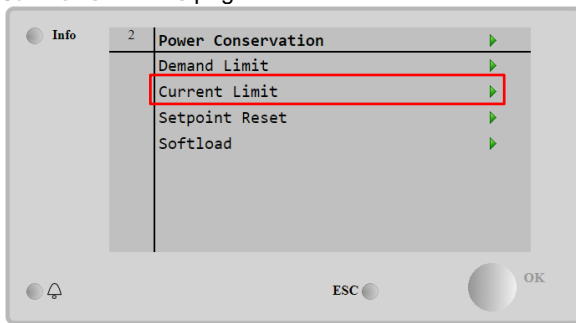 Info
2 Power Conservation
Demand Limit
Current Limit
Setpoint Reset
Softload
ESC
OK